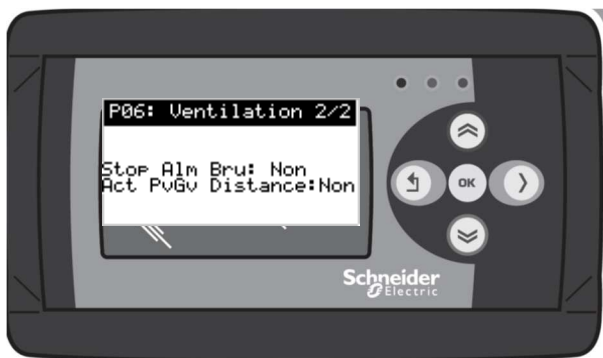 P06: Ventilation 2/2
Stop Alm Bru: Non
Act PvGv Distance:Non
OK
Schneider
Electric